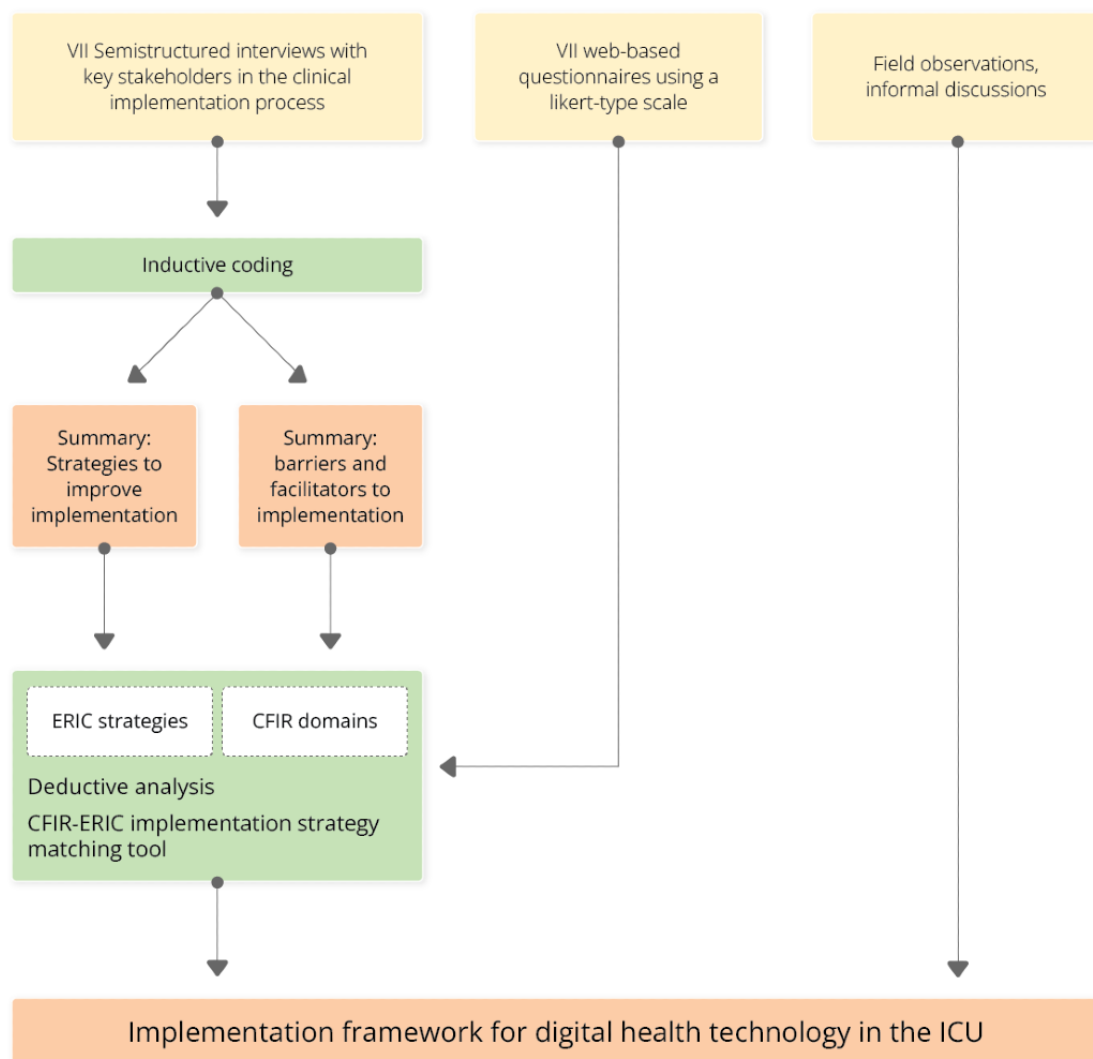 VII Semistructured interviews with
key stakeholders in the clinical
implementation process
VII web-based
questionnaires using a
likert-type scale
Field observations,
informal discussions
Inductive coding
Summary:
Strategies to
improve
implementation
Summary:
barriers and
facilitators to
implementation
ERIC strategies
CFIR domains
Deductive analysis
CFIR-ERIC implementation strategy
matching tool
Implementation framework for digital health technology in the ICU